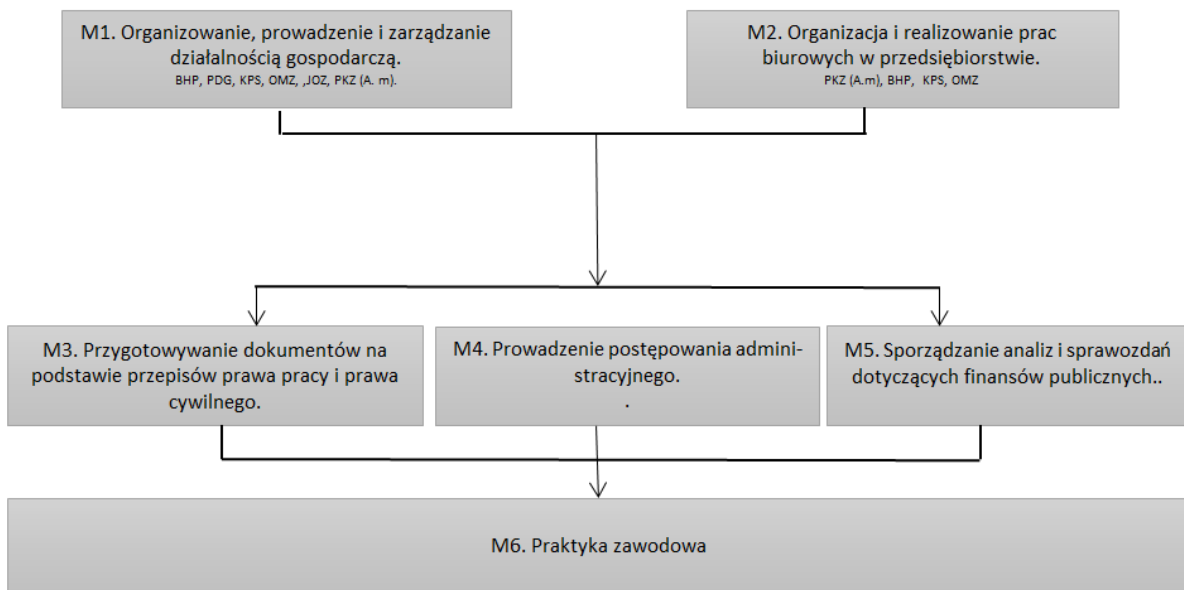 M1. Organizowanie, prowadzenie i zarządzanie
działalnością gospodarczą.
BHP, PDG, KPS, OMZ, ,JOZ, PKZ (A. m).
M2. Organizacja i realizowanie prac
biurowych w przedsiębiorstwie.
PKZ (A.m), BHP, KPS, OMZ
M3. Przygotowywanie dokumentów na
podstawie przepisów prawa pracy i prawa
cywilnego.
M4. Prowadzenie postępowania admini-
stracyjnego.
.
M5. Sporządzanie analiz i sprawozdań
dotyczących finansów publicznych..
M6. Praktyka zawodowa